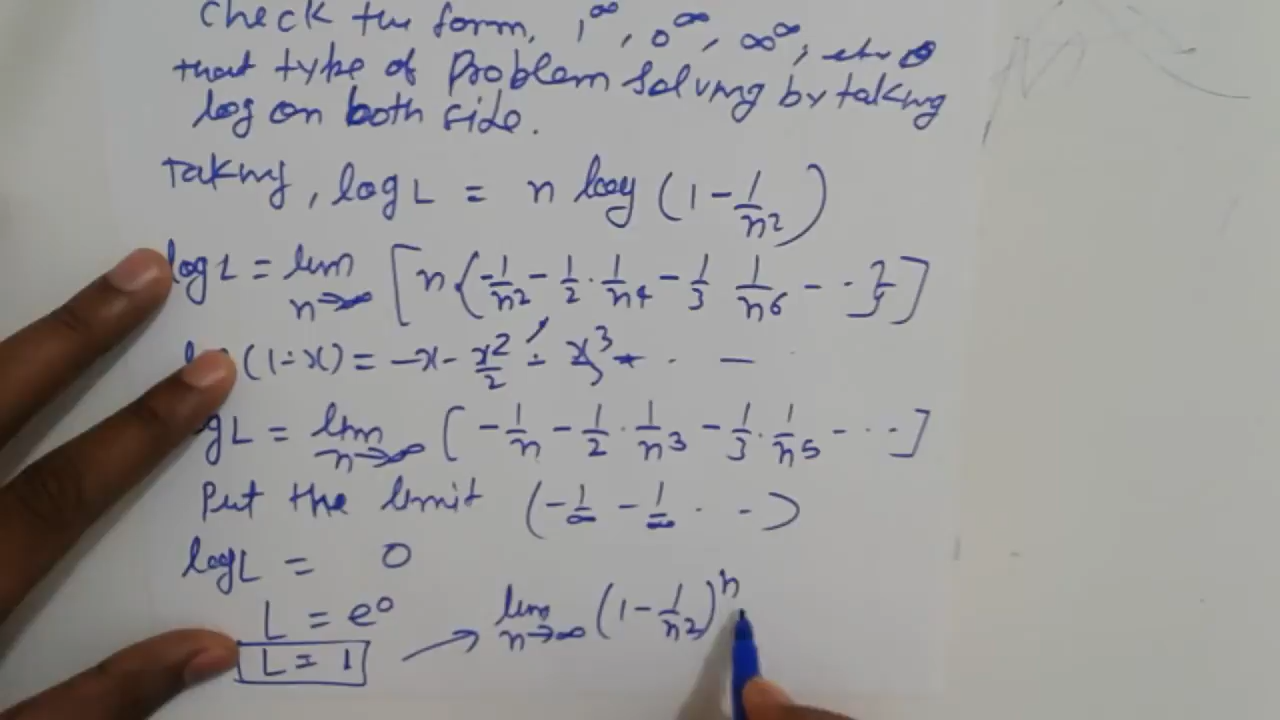 Check the form, 1^∞, 0^∞, ∞^∞, etc
that type of Problem Solving by taking
log on both side.
Taking, log L = n log (1 - 1/n2)
log L = lim n→∞ [n{-1/n2 - 1/2 · 1/n4 - 1/3 1/n6 - ..}]
(1-x) = -x - x2/2 - x3/3 . . —
gL = lim n→∞ [-1/n - 1/2 · 1/n3 - 1/3 · 1/n5 - ...]
Put the limit (-1/∞ - 1/∞ . . -)
log L = 0
L = e0
L = 1 → lim n→∞ (1 - 1/n2)^n